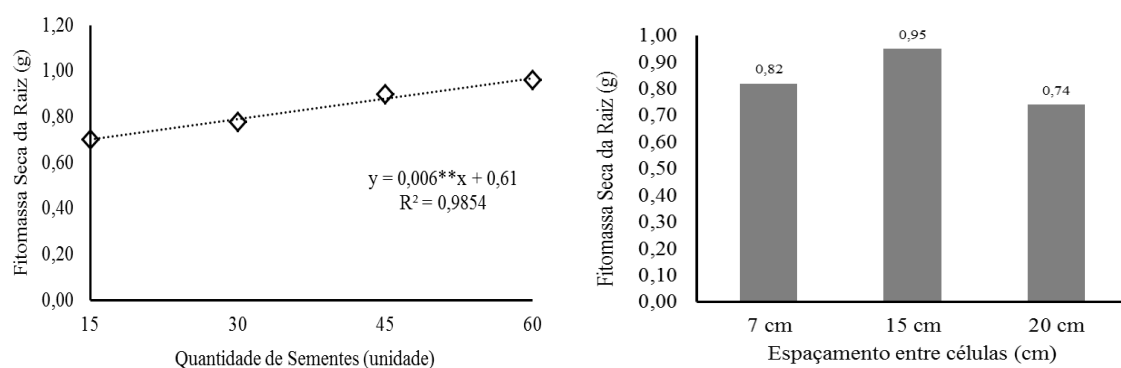 1,20
1,00
0,80
0,60
0,40
0,20
0,00
Fitomassa Seca da Raiz (g)
y = 0,006**x + 0,61
R² = 0,9854
15 30 45 60
Quantidade de Sementes (unidade)
1,00
0,90
0,80
0,70
0,60
0,50
0,40
0,30
0,20
0,10
0,00
Fitomassa Seca da Raiz (g)
0,82
0,95
0,74
7 cm 15 cm 20 cm
Espaçamento entre células (cm)